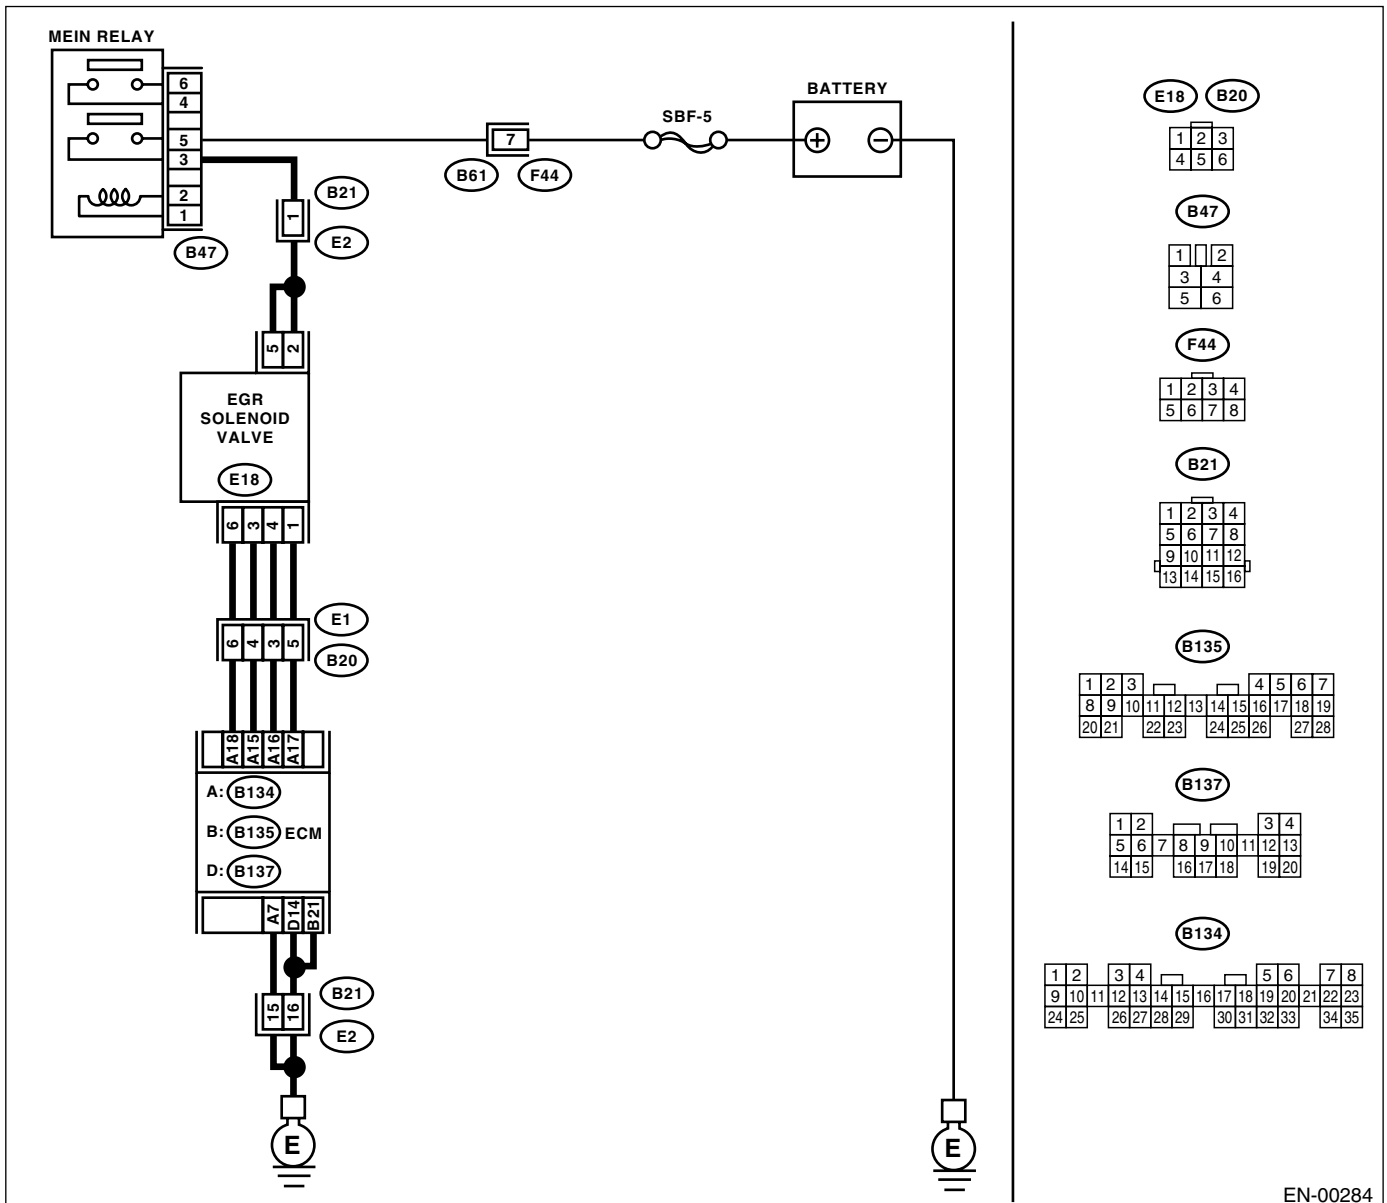 MEIN RELAY
6
4
5
3
2
1
B47
B21
1
E2
7
B61 F44
SBF-5
BATTERY
5 2
EGR
SOLENOID
VALVE
E18
6 3 4 1
E1
6 4 3 5
B20
A18 A15 A16 A17
A: B134
B: B135 ECM
D: B137
A7 D14 B21
B21
15 16
E2
E
E
E18 B20
1 2 3
4 5 6
B47
1 2
3 4
5 6
F44
1 2 3 4
5 6 7 8
B21
1 2 3 4
5 6 7 8
9 10 11 12
13 14 15 16
B135
1 2 3 4 5 6 7
8 9 10 11 12 13 14 15 16 17 18 19
20 21 22 23 24 25 26 27 28
B137
1 2 3 4
5 6 7 8 9 10 11 12 13
14 15 16 17 18 19 20
B134
1 2 3 4 5 6 7 8
9 10 11 12 13 14 15 16 17 18 19 20 21 22 23
24 25 26 27 28 29 30 31 32 33 34 35
EN-00284